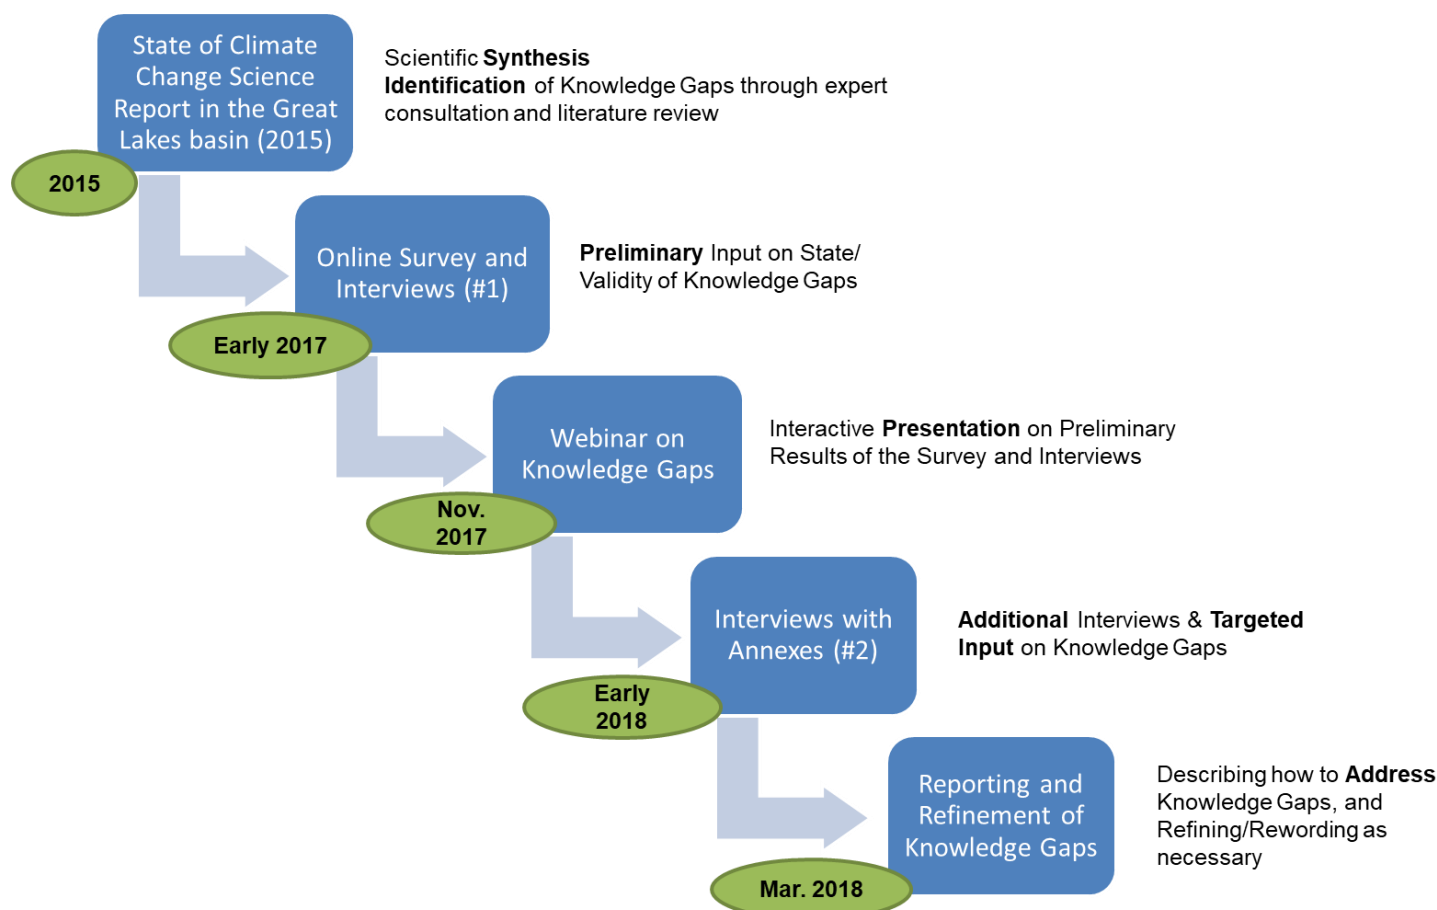 State of Climate
Change Science
Report in the Great
Lakes basin (2015)
Scientific Synthesis
Identification of Knowledge Gaps through expert
consultation and literature review
2015
Online Survey and
Interviews (#1)
Preliminary Input on State/
Validity of Knowledge Gaps
Early 2017
Webinar on
Knowledge Gaps
Interactive Presentation on Preliminary
Results of the Survey and Interviews
Nov.
2017
Interviews with
Annexes (#2)
Additional Interviews & Targeted
Input on Knowledge Gaps
Early
2018
Reporting and
Refinement of
Knowledge Gaps
Describing how to Address
Knowledge Gaps, and
Refining/Rewording as
necessary
Mar. 2018